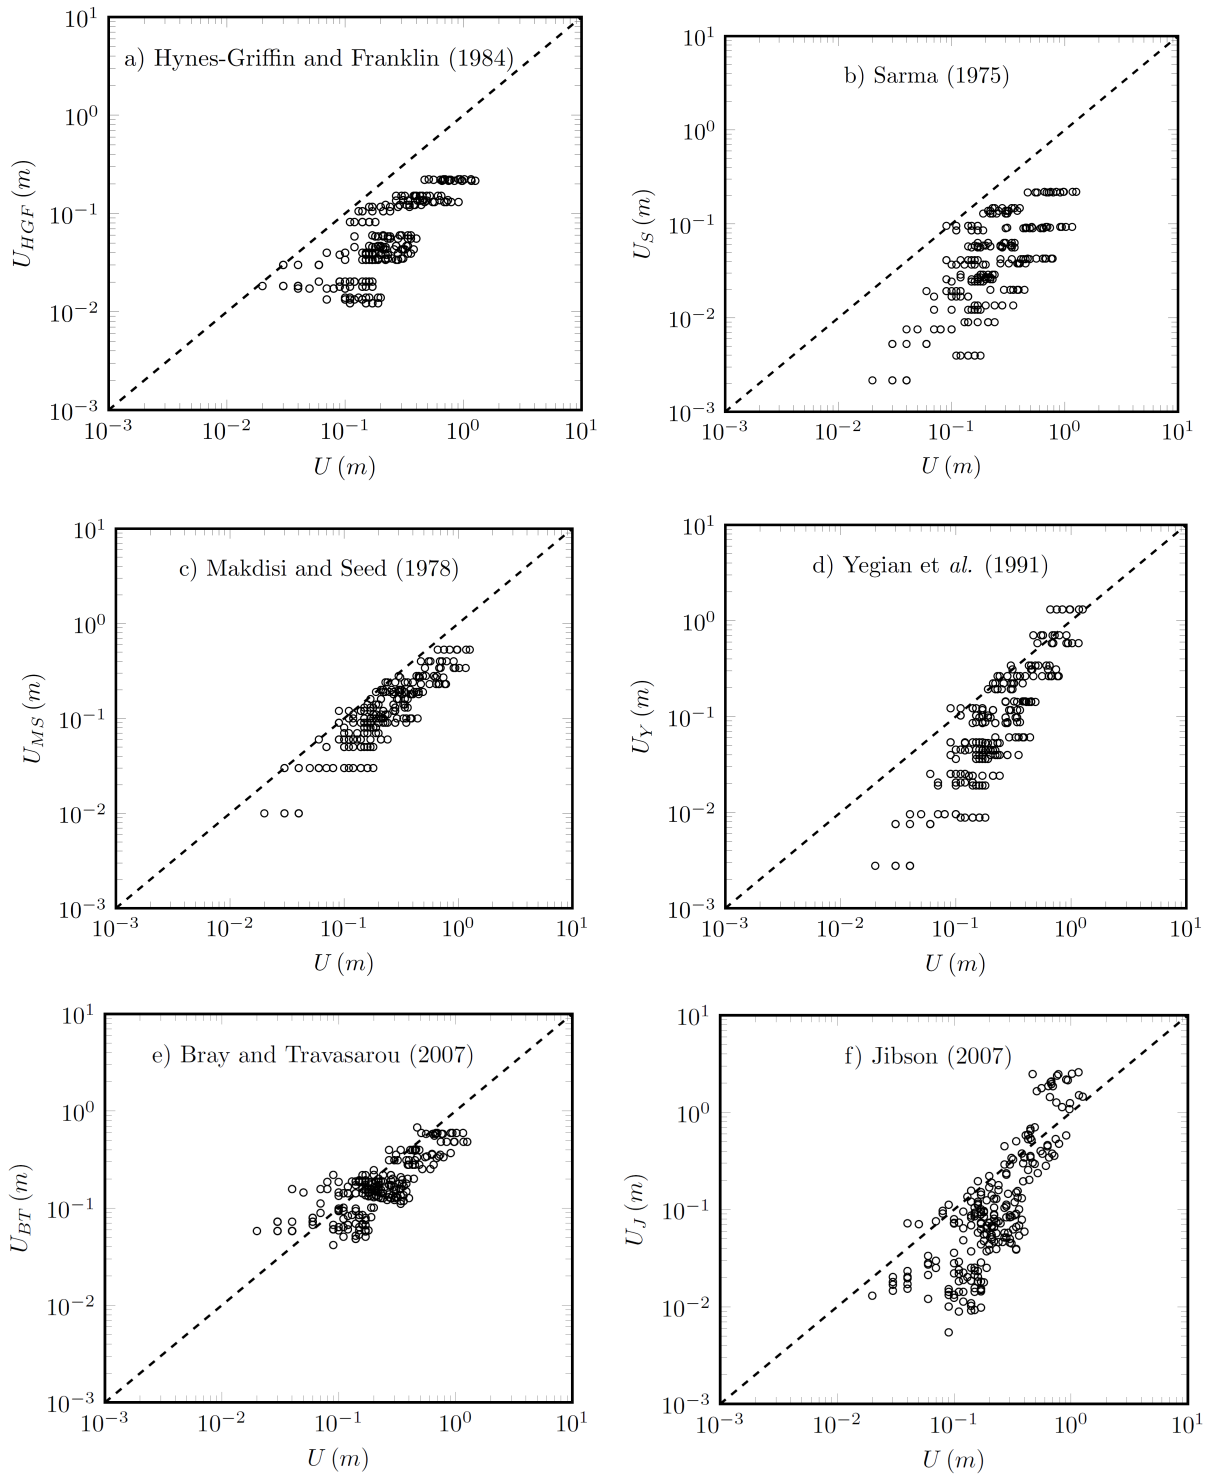 a) Hynes-Griffin and Franklin (1984)
10^1
10^0
10^-1
10^-2
10^-3
U_HGF (m)
10^-3 10^-2 10^-1 10^0 10^1
U (m)
b) Sarma (1975)
10^1
10^0
10^-1
10^-2
10^-3
U_S (m)
10^-3 10^-2 10^-1 10^0 10^1
U (m)
c) Makdisi and Seed (1978)
10^1
10^0
10^-1
10^-2
10^-3
U_MS (m)
10^-3 10^-2 10^-1 10^0 10^1
U (m)
d) Yegian et al. (1991)
10^1
10^0
10^-1
10^-2
10^-3
U_Y (m)
10^-3 10^-2 10^-1 10^0 10^1
U (m)
e) Bray and Travasarou (2007)
10^1
10^0
10^-1
10^-2
10^-3
U_BT (m)
10^-3 10^-2 10^-1 10^0 10^1
U (m)
f) Jibson (2007)
10^1
10^0
10^-1
10^-2
10^-3
U_J (m)
10^-3 10^-2 10^-1 10^0 10^1
U (m)